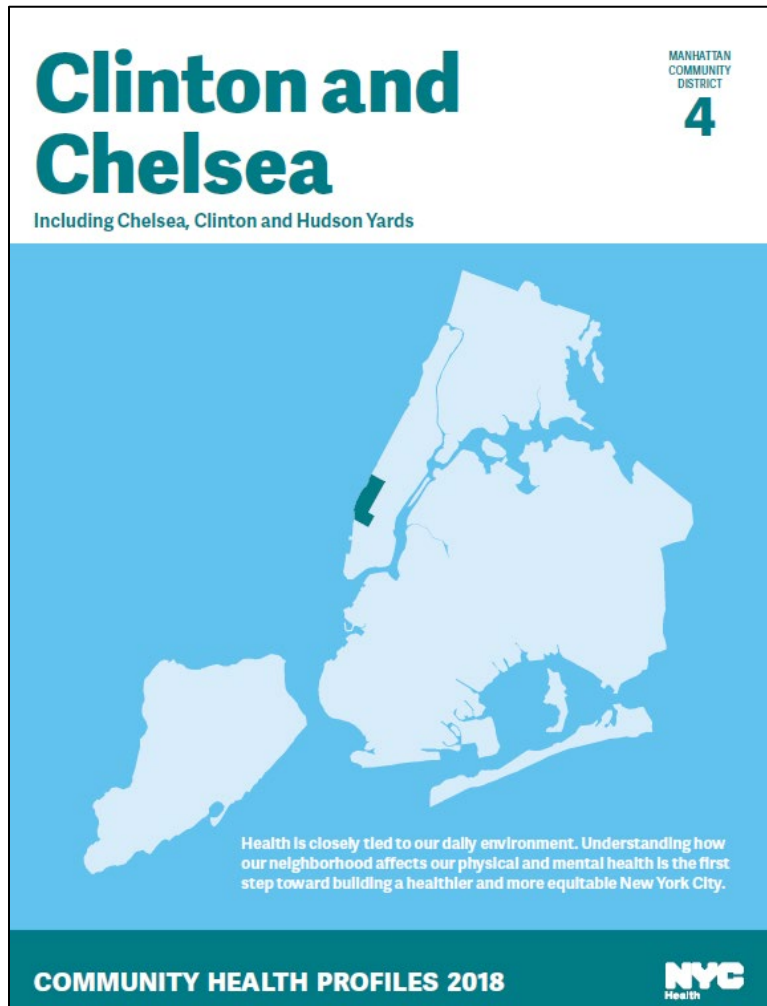 Clinton and
Chelsea
Including Chelsea, Clinton and Hudson Yards
MANHATTAN
COMMUNITY
DISTRICT
4
Health is closely tied to our daily environment. Understanding how
our neighborhood affects our physical and mental health is the first
step toward building a healthier and more equitable New York City.
COMMUNITY HEALTH PROFILES 2018
NYC
Health